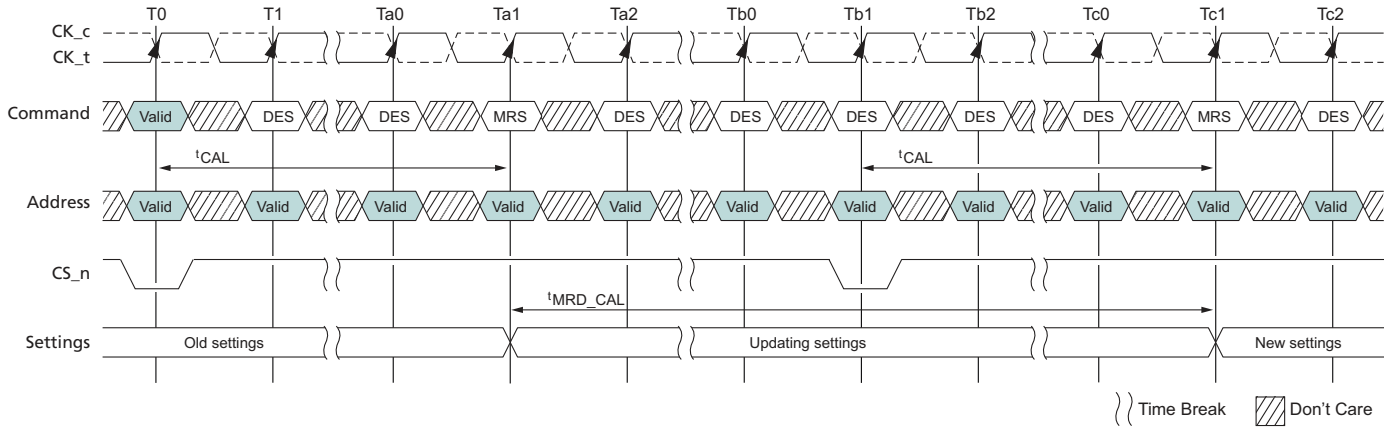 T0 T1 Ta0 Ta1 Ta2 Tb0 Tb1 Tb2 Tc0 Tc1 Tc2
CK_c
CK_t
Command Valid DES DES MRS DES DES DES DES DES MRS DES
tCAL tCAL
Address Valid Valid Valid Valid Valid Valid Valid Valid Valid Valid Valid
CS_n
tMRD_CAL
Settings Old settings Updating settings New settings
Time Break Don't Care